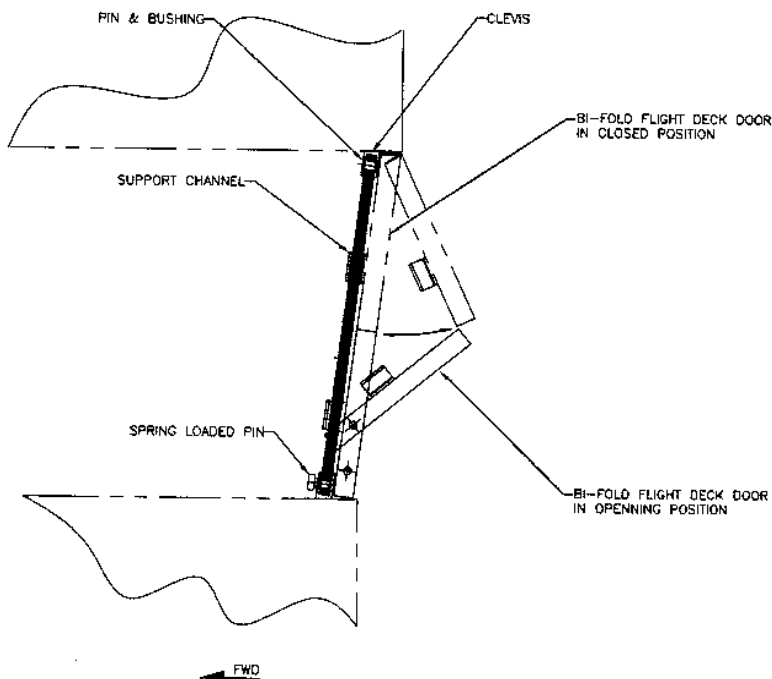 PIN & BUSHING
CLEVIS
BI-FOLD FLIGHT DECK DOOR
IN CLOSED POSITION
SUPPORT CHANNEL
SPRING LOADED PIN
BI-FOLD FLIGHT DECK DOOR
IN OPENNING POSITION
FWD